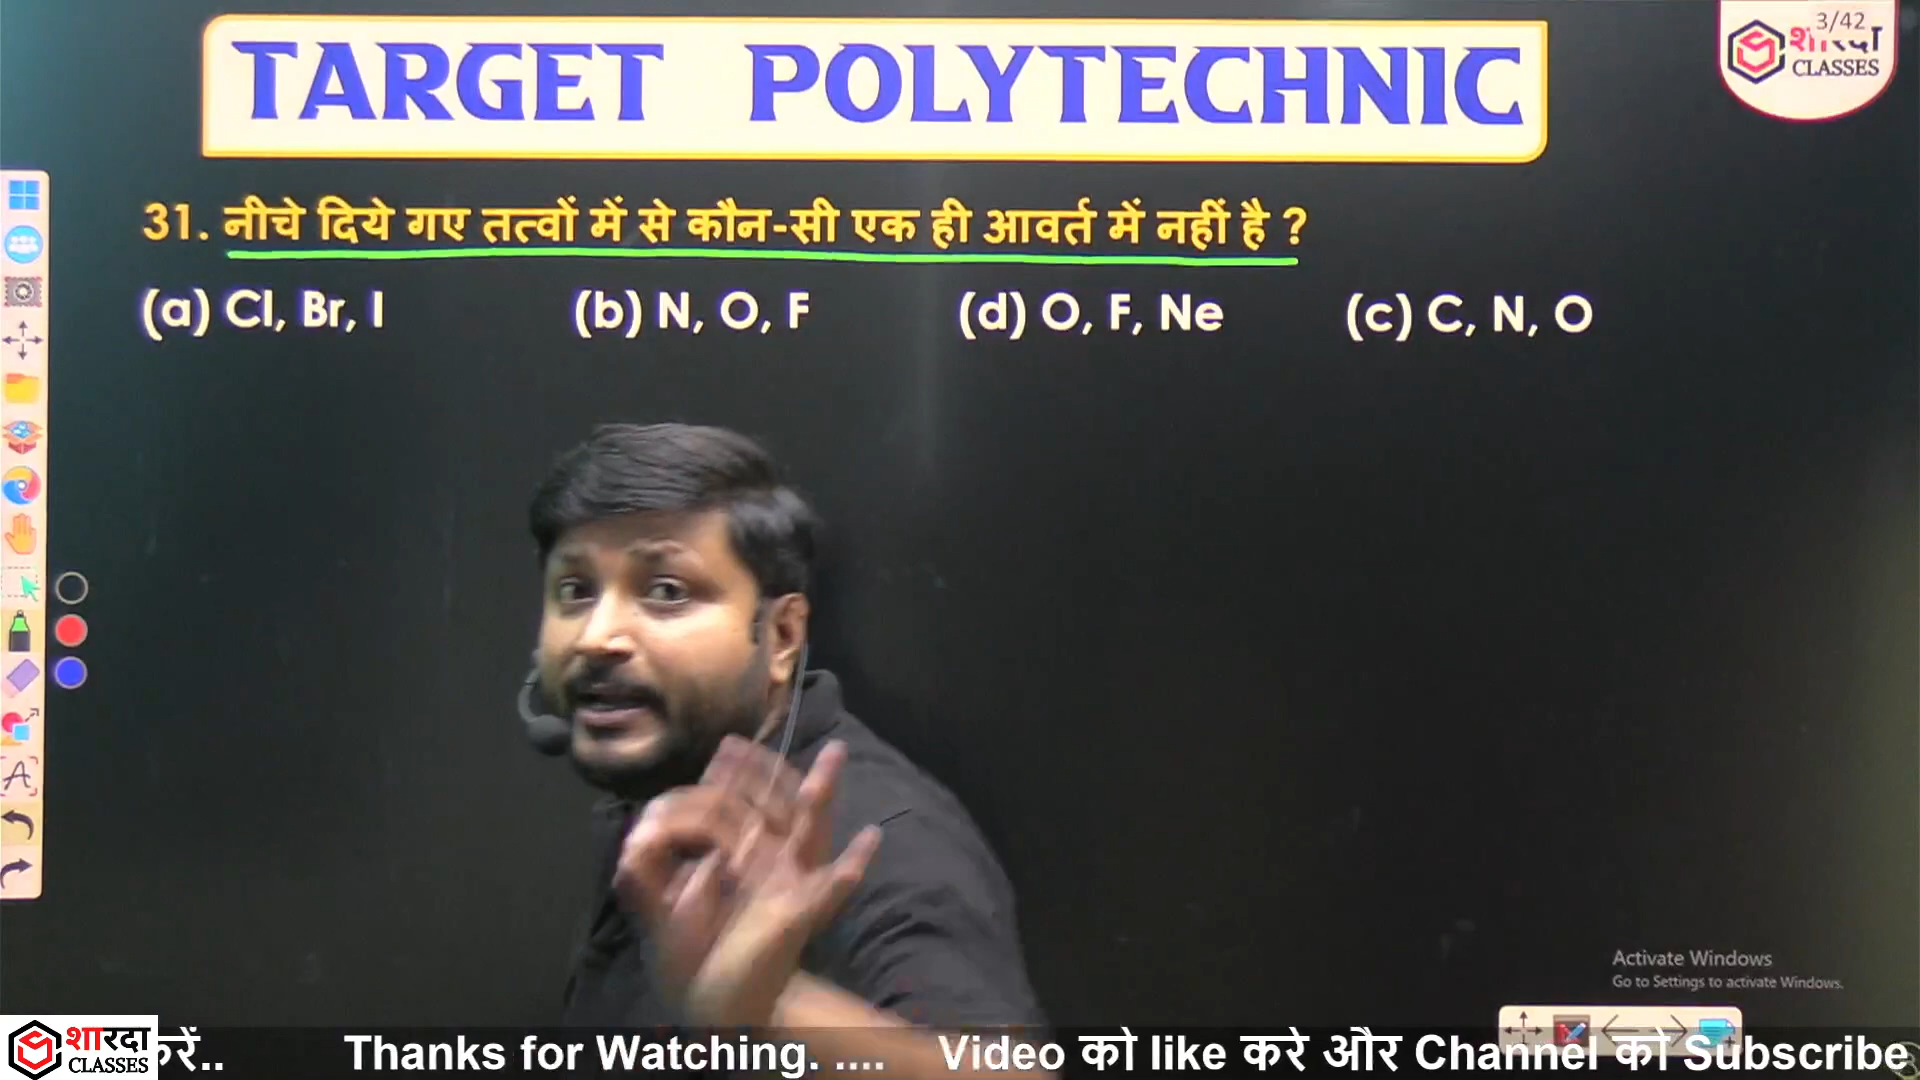 3/42
TARGET POLYTECHNIC
CLASSES
31. नीचे दिये गए तत्वों में से कौन-सी एक ही आवर्त में नहीं है ?
(a) Cl, Br, I (b) N, O, F (d) O, F, Ne (c) C, N, O
Activate Windows
Go to Settings to activate Windows.
शारदा
CLASSES
करें.. Thanks for Watching. .... Video को like करे और Channel को Subscribe